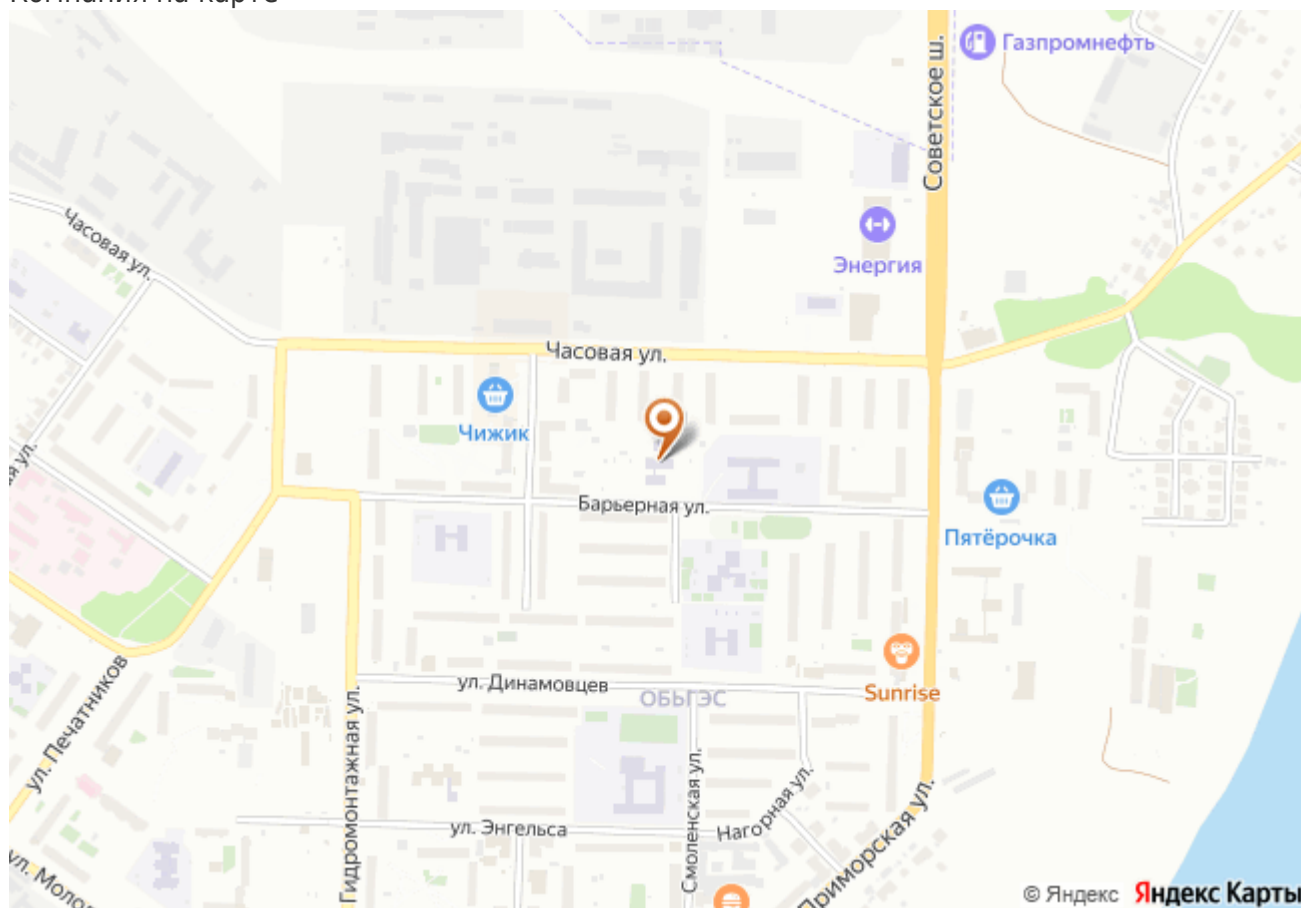 Газпромнефть
Советское ш.
Часовая ул.
Энергия
Часовая ул.
Чижик
Барьерная ул.
Пятёрочка
ул. Динамовцев
ОБЬГЭС
Sunrise
ул. Печатников
Гидромонтажная ул.
Смоленская ул.
Нагорная ул.
Приморская ул.
ул. Энгельса
© Яндекс Яндекс Карты